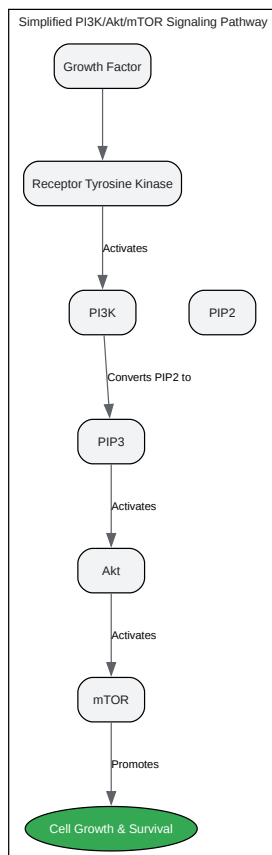 Simplified PI3K/Akt/mTOR Signaling Pathway
Growth Factor
Receptor Tyrosine Kinase
Activates
PI3K
PIP2
Converts PIP2 to
PIP3
Activates
Akt
Activates
mTOR
Promotes
Cell Growth & Survival